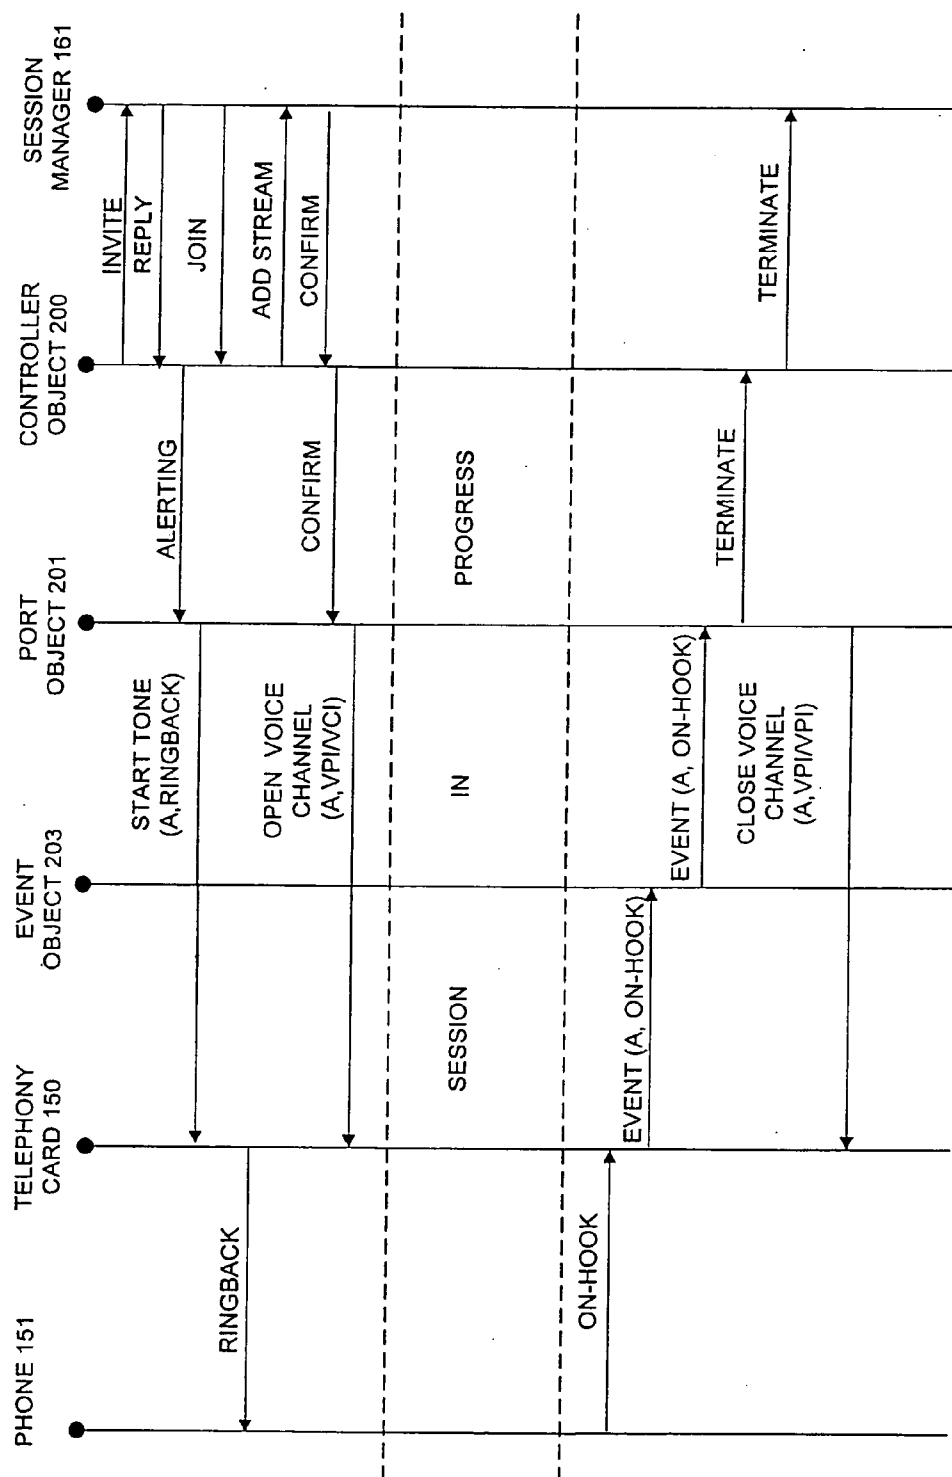 PHONE 151
TELEPHONY
CARD 150
EVENT
OBJECT 203
PORT
OBJECT 201
CONTROLLER
OBJECT 200
SESSION
MANAGER 161
INVITE
REPLY
ALERTING
JOIN
START TONE
(A,RINGBACK)
RINGBACK
ADD STREAM
CONFIRM
CONFIRM
OPEN VOICE
CHANNEL
(A,VPI/VCI)
SESSION
IN
PROGRESS
ON-HOOK
EVENT (A, ON-HOOK)
EVENT (A, ON-HOOK)
TERMINATE
TERMINATE
CLOSE VOICE
CHANNEL
(A,VPI/VPI)